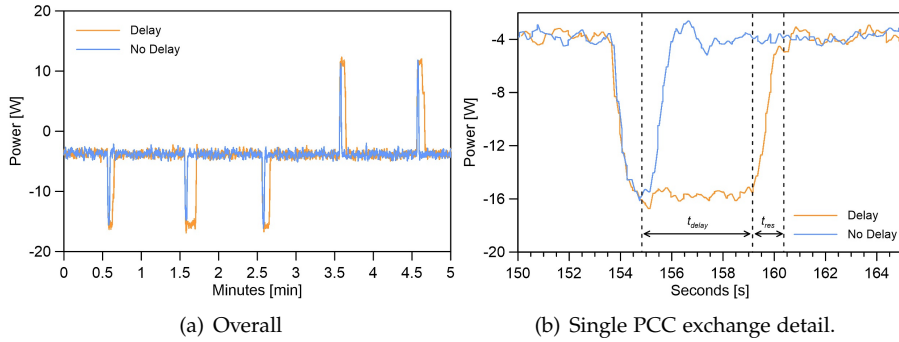 20
10
0
-10
-20
Power [W]
Delay
No Delay
0 0.5 1 1.5 2 2.5 3 3.5 4 4.5 5
Minutes [min]
(a) Overall
-4
-8
-12
-16
-20
Power [W]
t_delay t_res
Delay
No Delay
150 152 154 156 158 160 162 164
Seconds [s]
(b) Single PCC exchange detail.